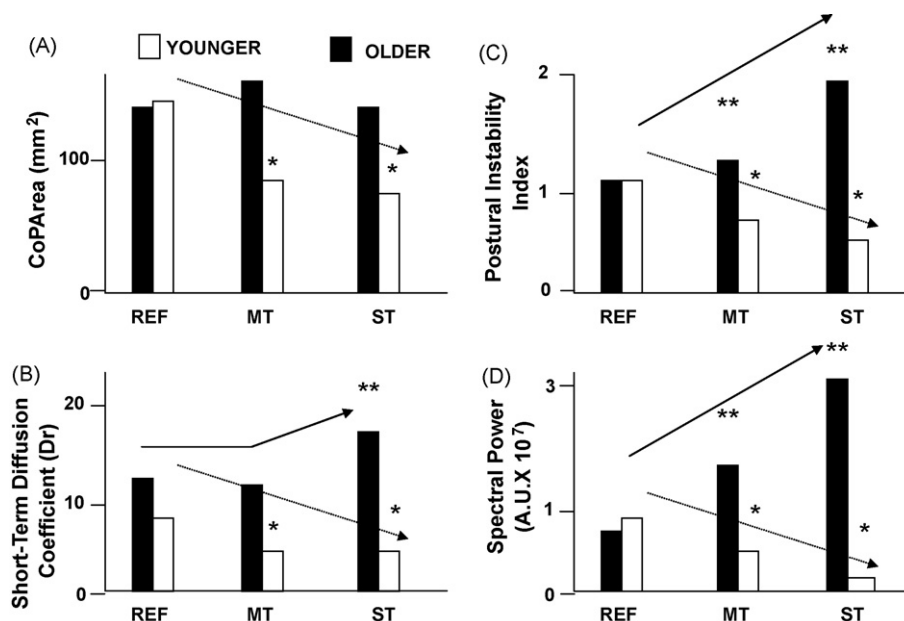 (A)
YOUNGER
OLDER
CoPArea (mm²)
100
0
REF MT ST
*
*
(C)
Postural Instability
Index
2
1
0
**
**
*
*
REF MT ST
(B)
Short-Term Diffusion
Coefficient (Dr)
20
10
0
**
*
*
REF MT ST
(D)
Spectral Power
(A.U.X 10⁷)
3
1
0
**
**
*
*
REF MT ST